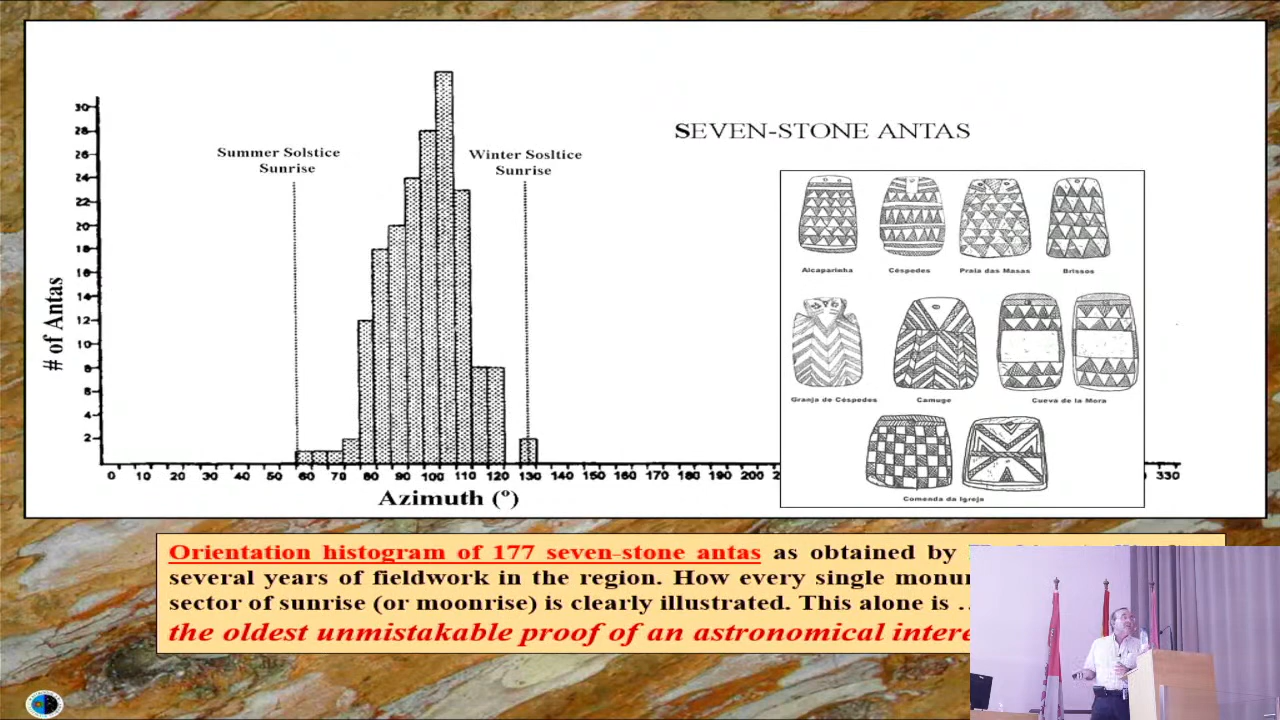 SEVEN-STONE ANTAS
Summer Solstice
Sunrise
Winter Sosltice
Sunrise
# of Antas
30
28
26
24
22
20
18
16
14
12
10
8
6
4
2
0 10 20 30 40 50 60 70 80 90 100 110 120 130 140 150 160 170 180 190 200 330
Azimuth (º)
Alcaparinha Céspedes Praia das Masas Brissos
Granja de Céspedes Camuge Cueva de la Mora
Comenda da Igreja
Orientation histogram of 177 seven-stone antas as obtained by
several years of fieldwork in the region. How every single
sector of sunrise (or moonrise) is clearly illustrated. This alone is ..
the oldest unmistakable proof of an astronomical